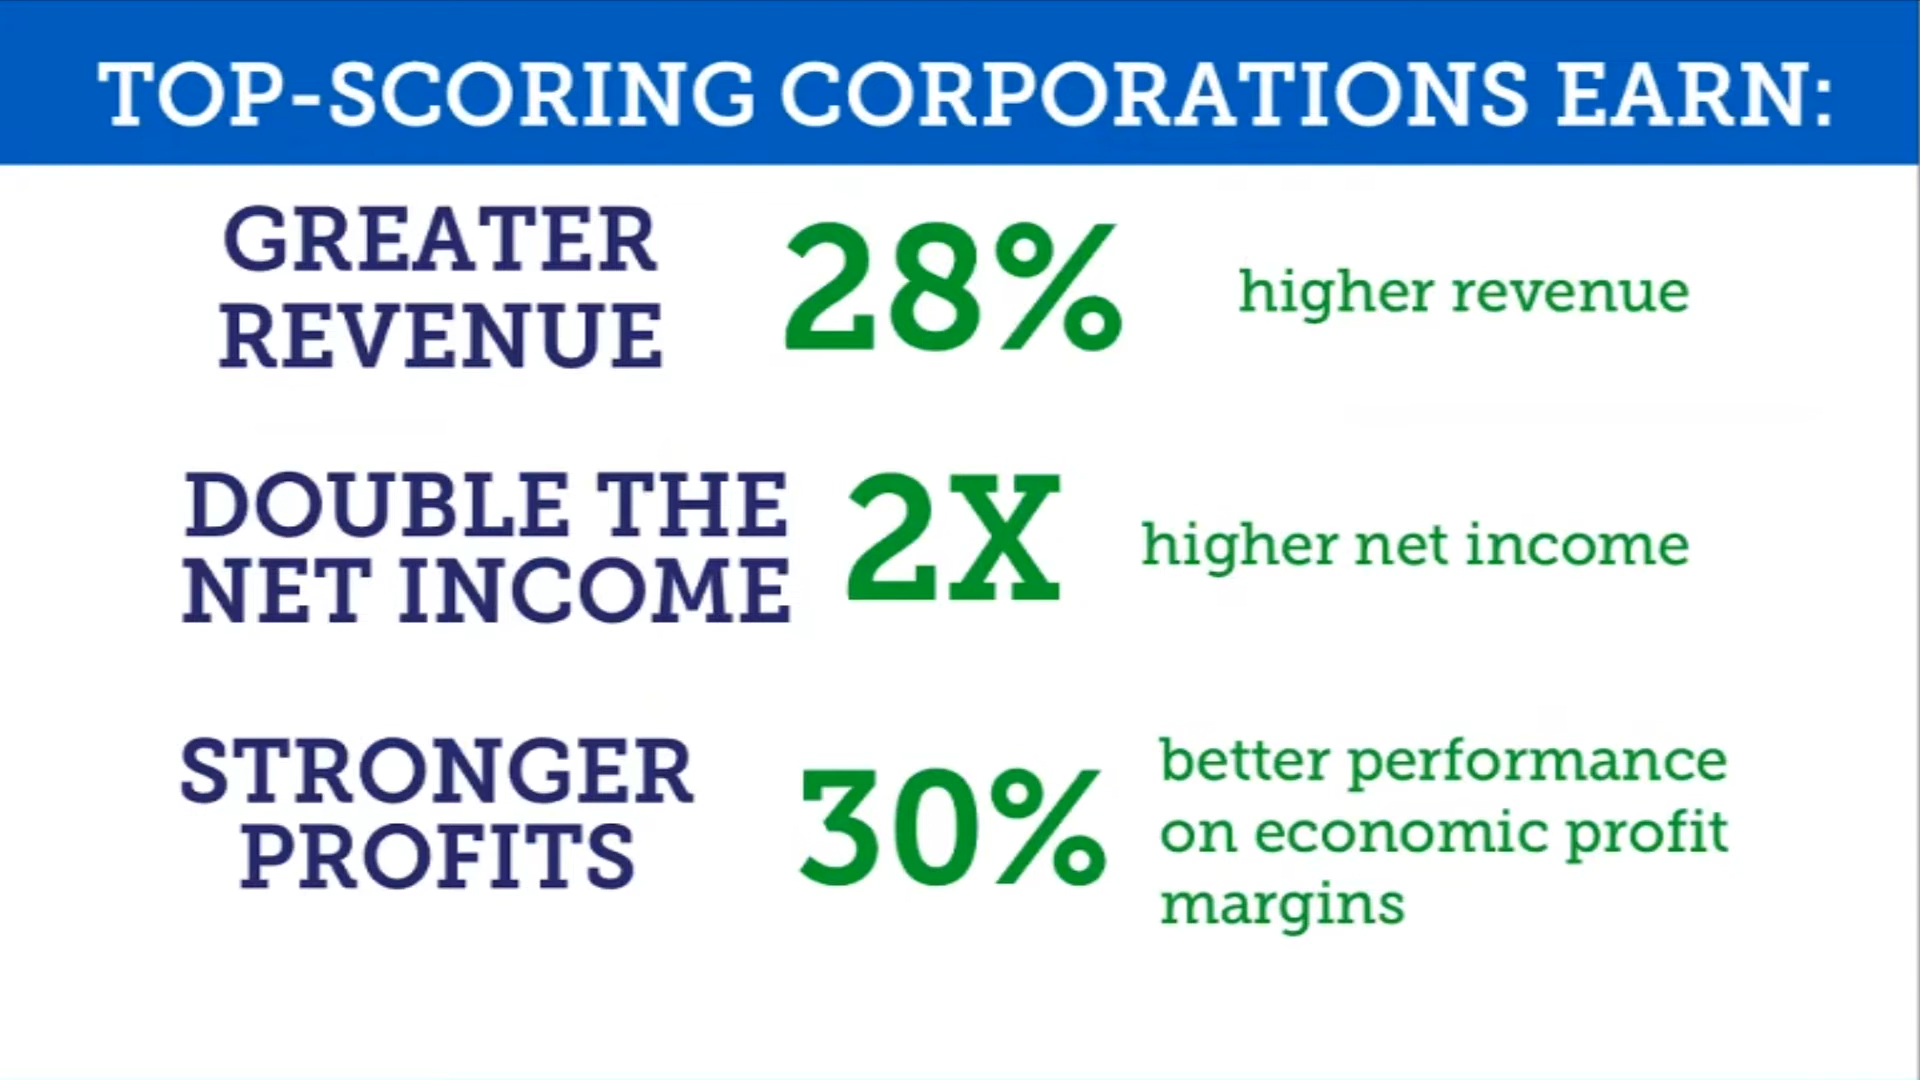 TOP-SCORING CORPORATIONS EARN:
GREATER
REVENUE
28%
higher revenue
DOUBLE THE
NET INCOME
2X
higher net income
STRONGER
PROFITS
30%
better performance
on economic profit
margins